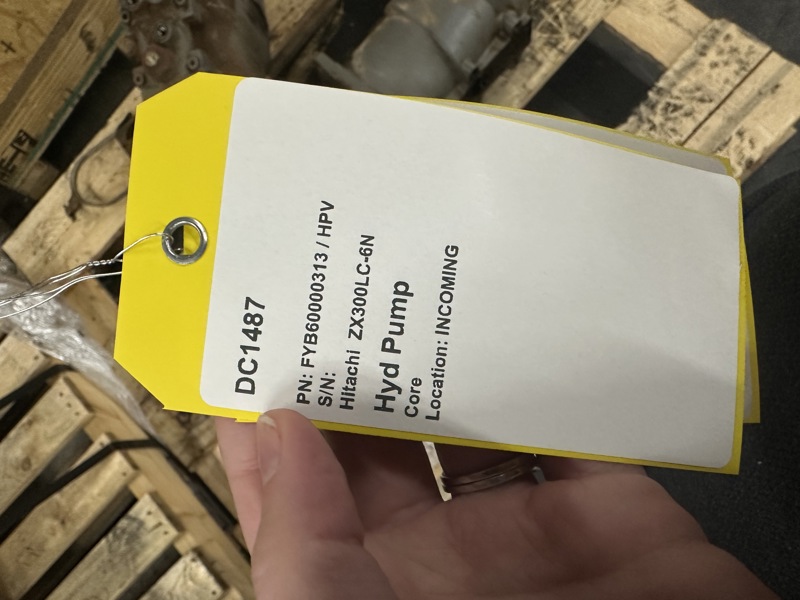 DC1487
PN: FYB60000313 / HPV
S/N:
Hitachi ZX300LC-6N
Hyd Pump
Core
Location: INCOMING